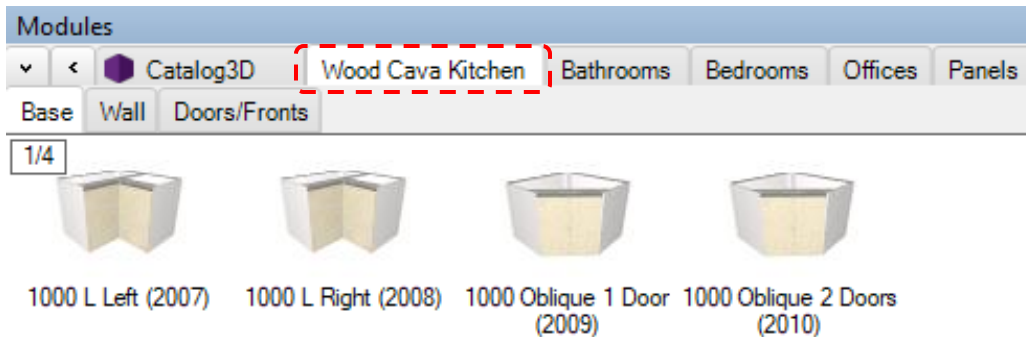 Modules
Catalog3D Wood Cava Kitchen Bathrooms Bedrooms Offices Panels
Base Wall Doors/Fronts
1/4
1000 L Left (2007) 1000 L Right (2008) 1000 Oblique 1 Door 1000 Oblique 2 Doors
(2009) (2010)